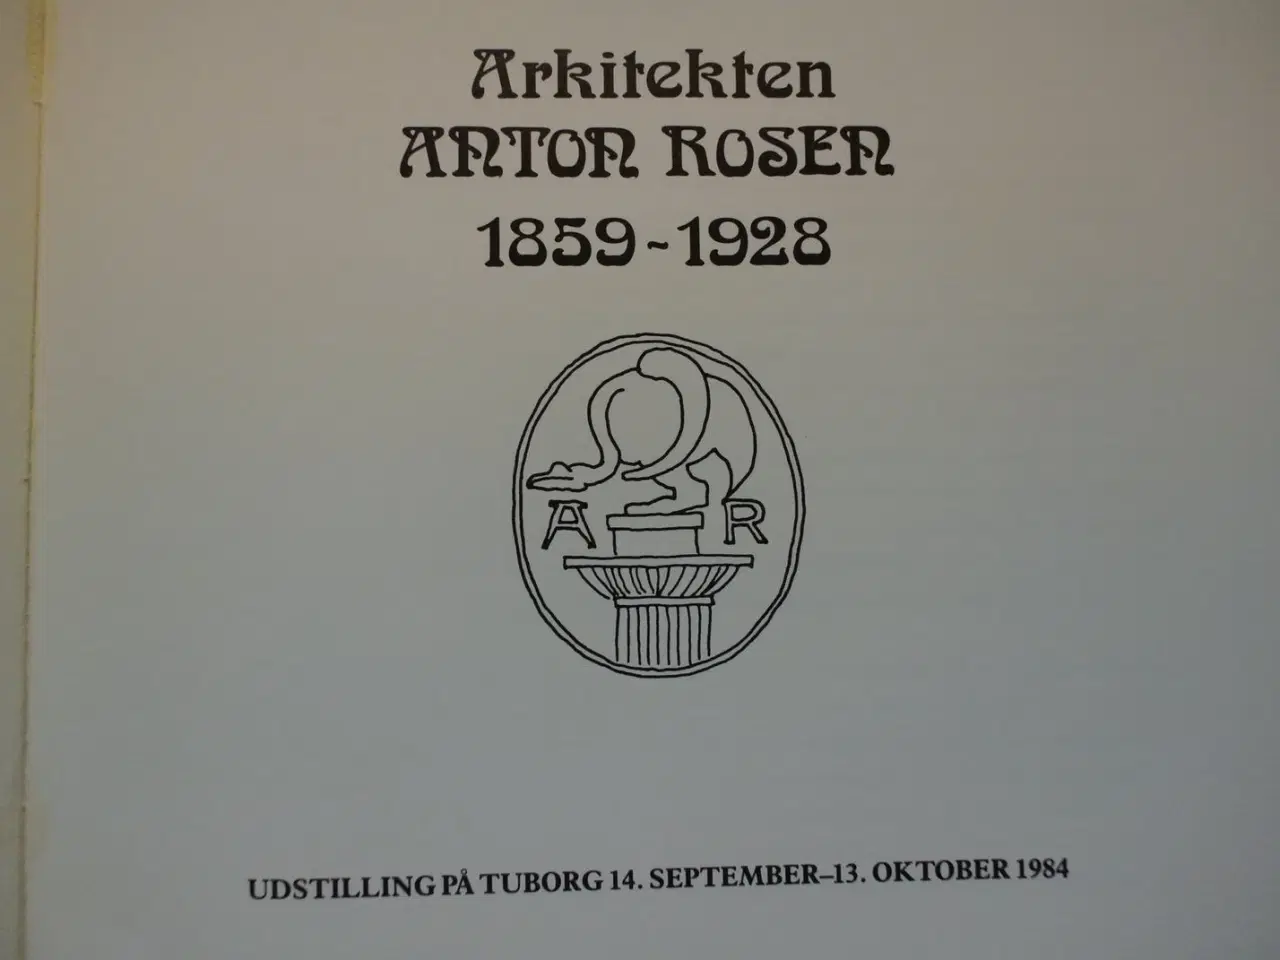 Arkitekten
ANTON ROSEN
1859-1928
A R
UDSTILLING PÅ TUBORG 14. SEPTEMBER–13. OKTOBER 1984